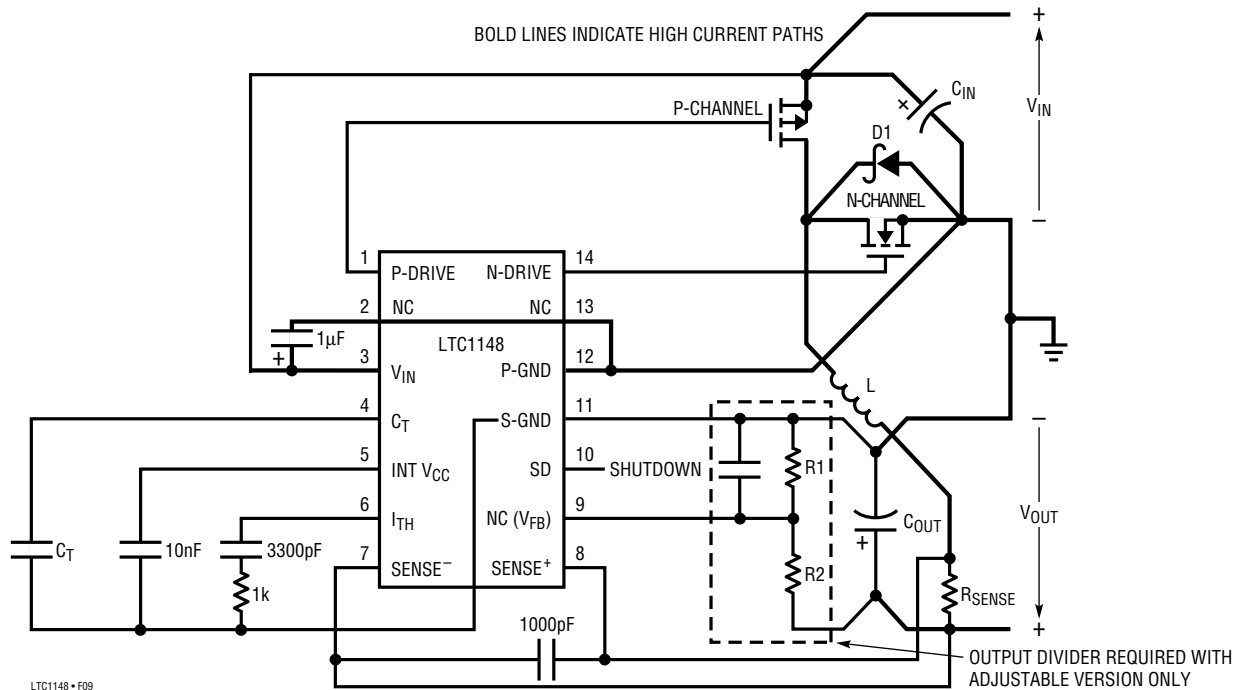 BOLD LINES INDICATE HIGH CURRENT PATHS
+
P-CHANNEL
+
C_IN
V_IN
D1
N-CHANNEL
−
1
P-DRIVE
N-DRIVE
14
2
NC
NC
13
1µF
+
LTC1148
3
V_IN
P-GND
12
L
4
C_T
S-GND
11
−
5
INT V_CC
SD
10
SHUTDOWN
R1
6
I_TH
NC (V_FB)
9
C_OUT
+
V_OUT
C_T
10nF
3300pF
7
SENSE−
SENSE+
8
R2
1k
R_SENSE
1000pF
+
OUTPUT DIVIDER REQUIRED WITH
ADJUSTABLE VERSION ONLY
LTC1148 • F09